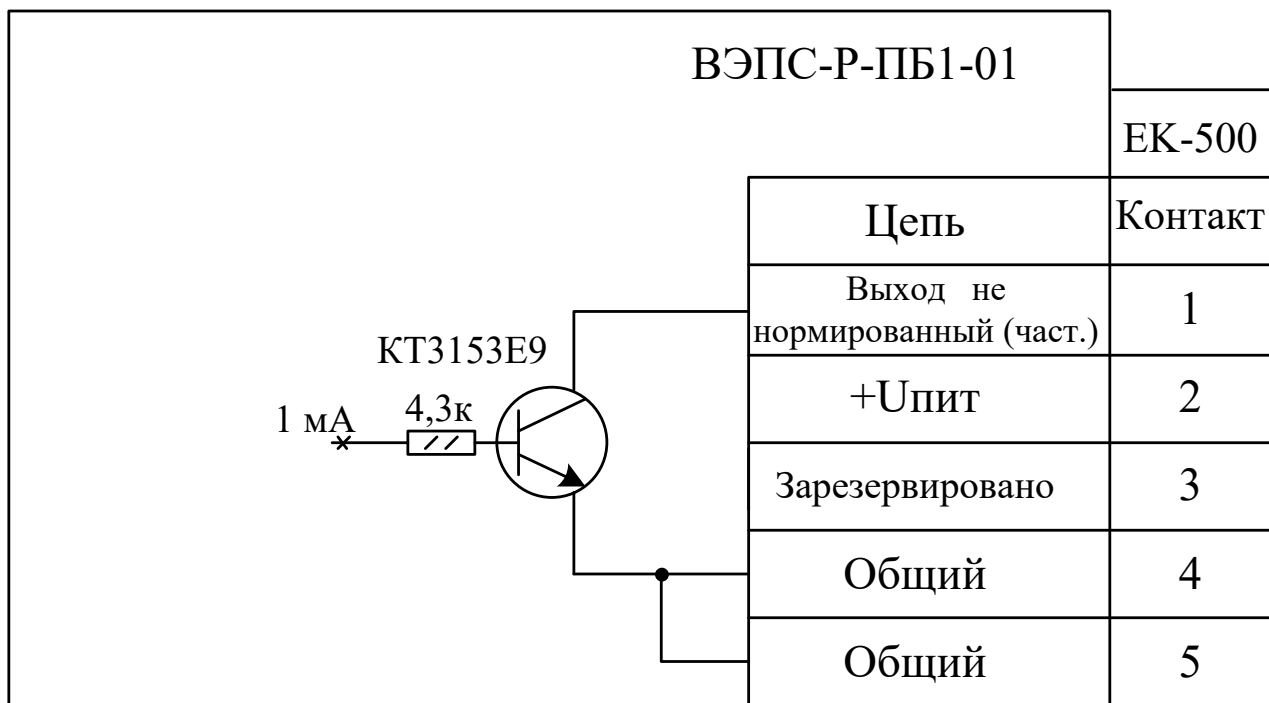 ВЭПС-Р-ПБ1-01
ЕК-500
Цепь Контакт
Выход не
нормированный (част.) 1
КТ3153Е9
+Uпит 2
1 мА 4,3к
Зарезервировано 3
Общий 4
Общий 5